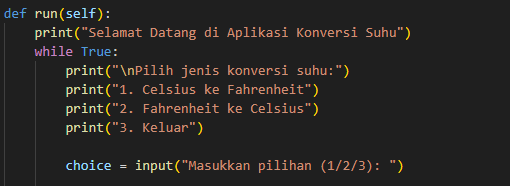 def run(self):
    print("Selamat Datang di Aplikasi Konversi Suhu")
    while True:
        print("\nPilih jenis konversi suhu:")
        print("1. Celsius ke Fahrenheit")
        print("2. Fahrenheit ke Celsius")
        print("3. Keluar")
        choice = input("Masukkan pilihan (1/2/3): ")